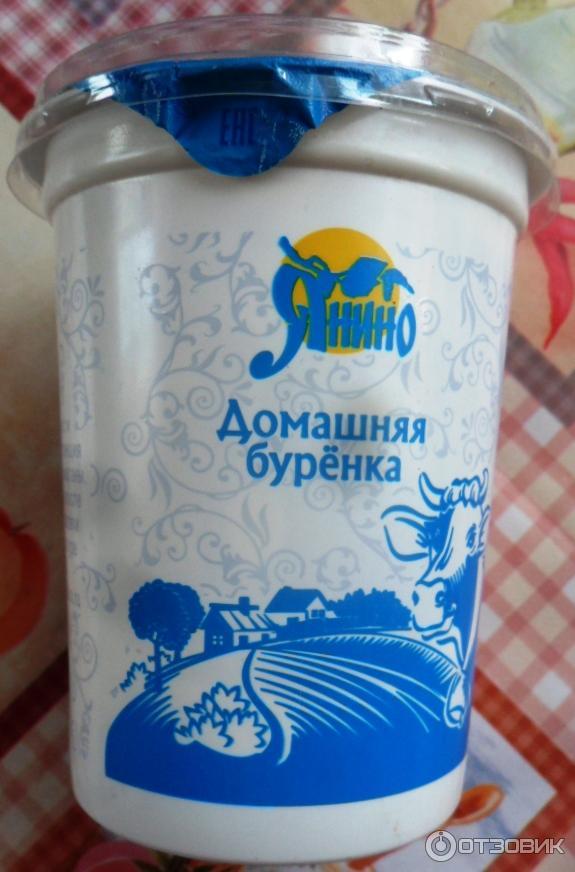 ЕАС
Янино
Домашняя
бурёнка
ОТЗОВИК